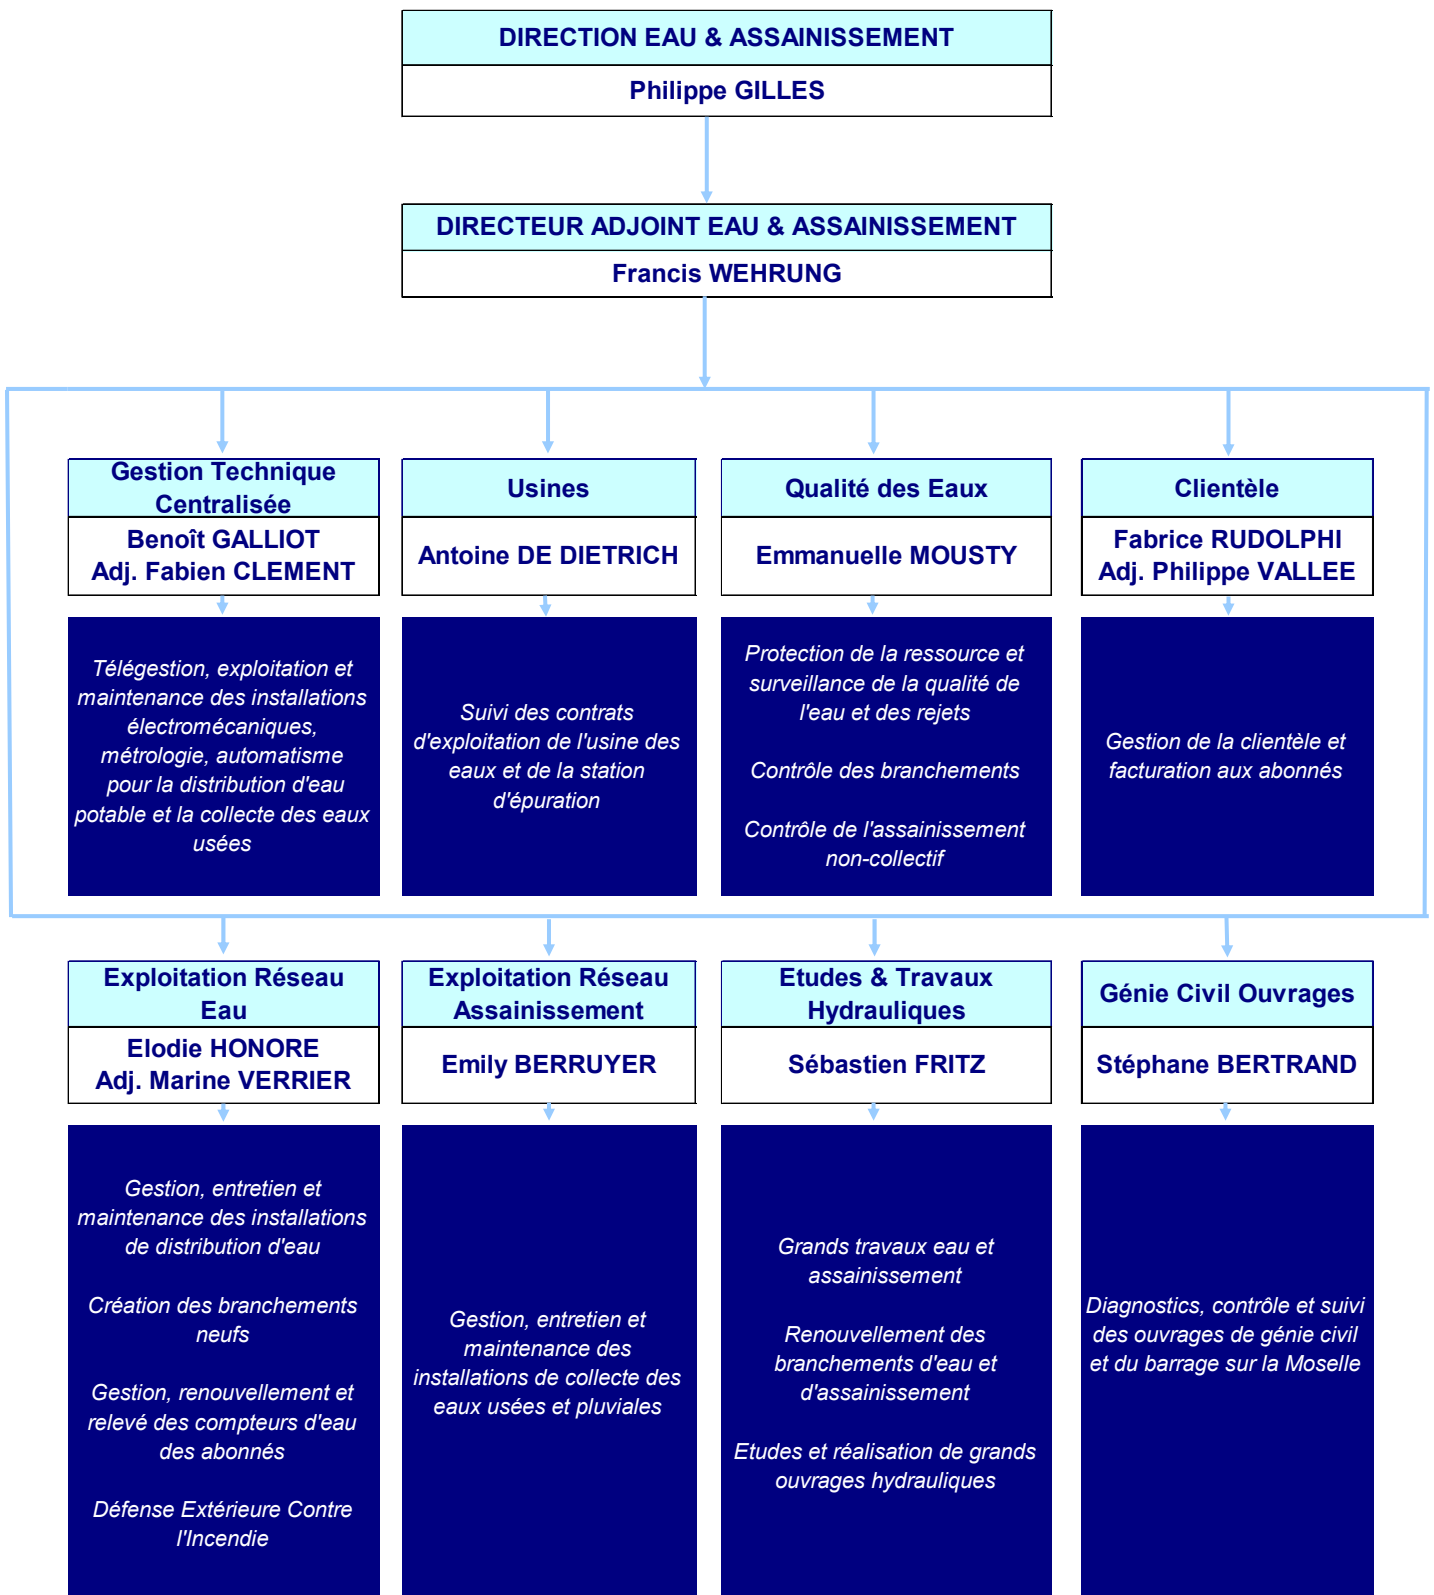 DIRECTION EAU & ASSAINISSEMENT
Philippe GILLES
DIRECTEUR ADJOINT EAU & ASSAINISSEMENT
Francis WEHRUNG
Gestion Technique
Centralisée
Benoît GALLIOT
Adj. Fabien CLEMENT
Télégestion, exploitation et
maintenance des installations
électromécaniques,
métrologie, automatisme
pour la distribution d'eau
potable et la collecte des eaux
usées
Usines
Antoine DE DIETRICH
Suivi des contrats
d'exploitation de l'usine des
eaux et de la station
d'épuration
Qualité des Eaux
Emmanuelle MOUSTY
Protection de la ressource et
surveillance de la qualité de
l'eau et des rejets
Contrôle des branchements
Contrôle de l'assainissement
non-collectif
Clientèle
Fabrice RUDOLPHI
Adj. Philippe VALLEE
Gestion de la clientèle et
facturation aux abonnés
Exploitation Réseau
Eau
Elodie HONORE
Adj. Marine VERRIER
Gestion, entretien et
maintenance des installations
de distribution d'eau
Création des branchements
neufs
Gestion, renouvellement et
relevé des compteurs d'eau
des abonnés
Défense Extérieure Contre
l'Incendie
Exploitation Réseau
Assainissement
Emily BERRUYER
Gestion, entretien et
maintenance des
installations de collecte des
eaux usées et pluviales
Etudes & Travaux
Hydrauliques
Sébastien FRITZ
Grands travaux eau et
assainissement
Renouvellement des
branchements d'eau et
d'assainissement
Etudes et réalisation de grands
ouvrages hydrauliques
Génie Civil Ouvrages
Stéphane BERTRAND
Diagnostics, contrôle et suivi
des ouvrages de génie civil
et du barrage sur la Moselle